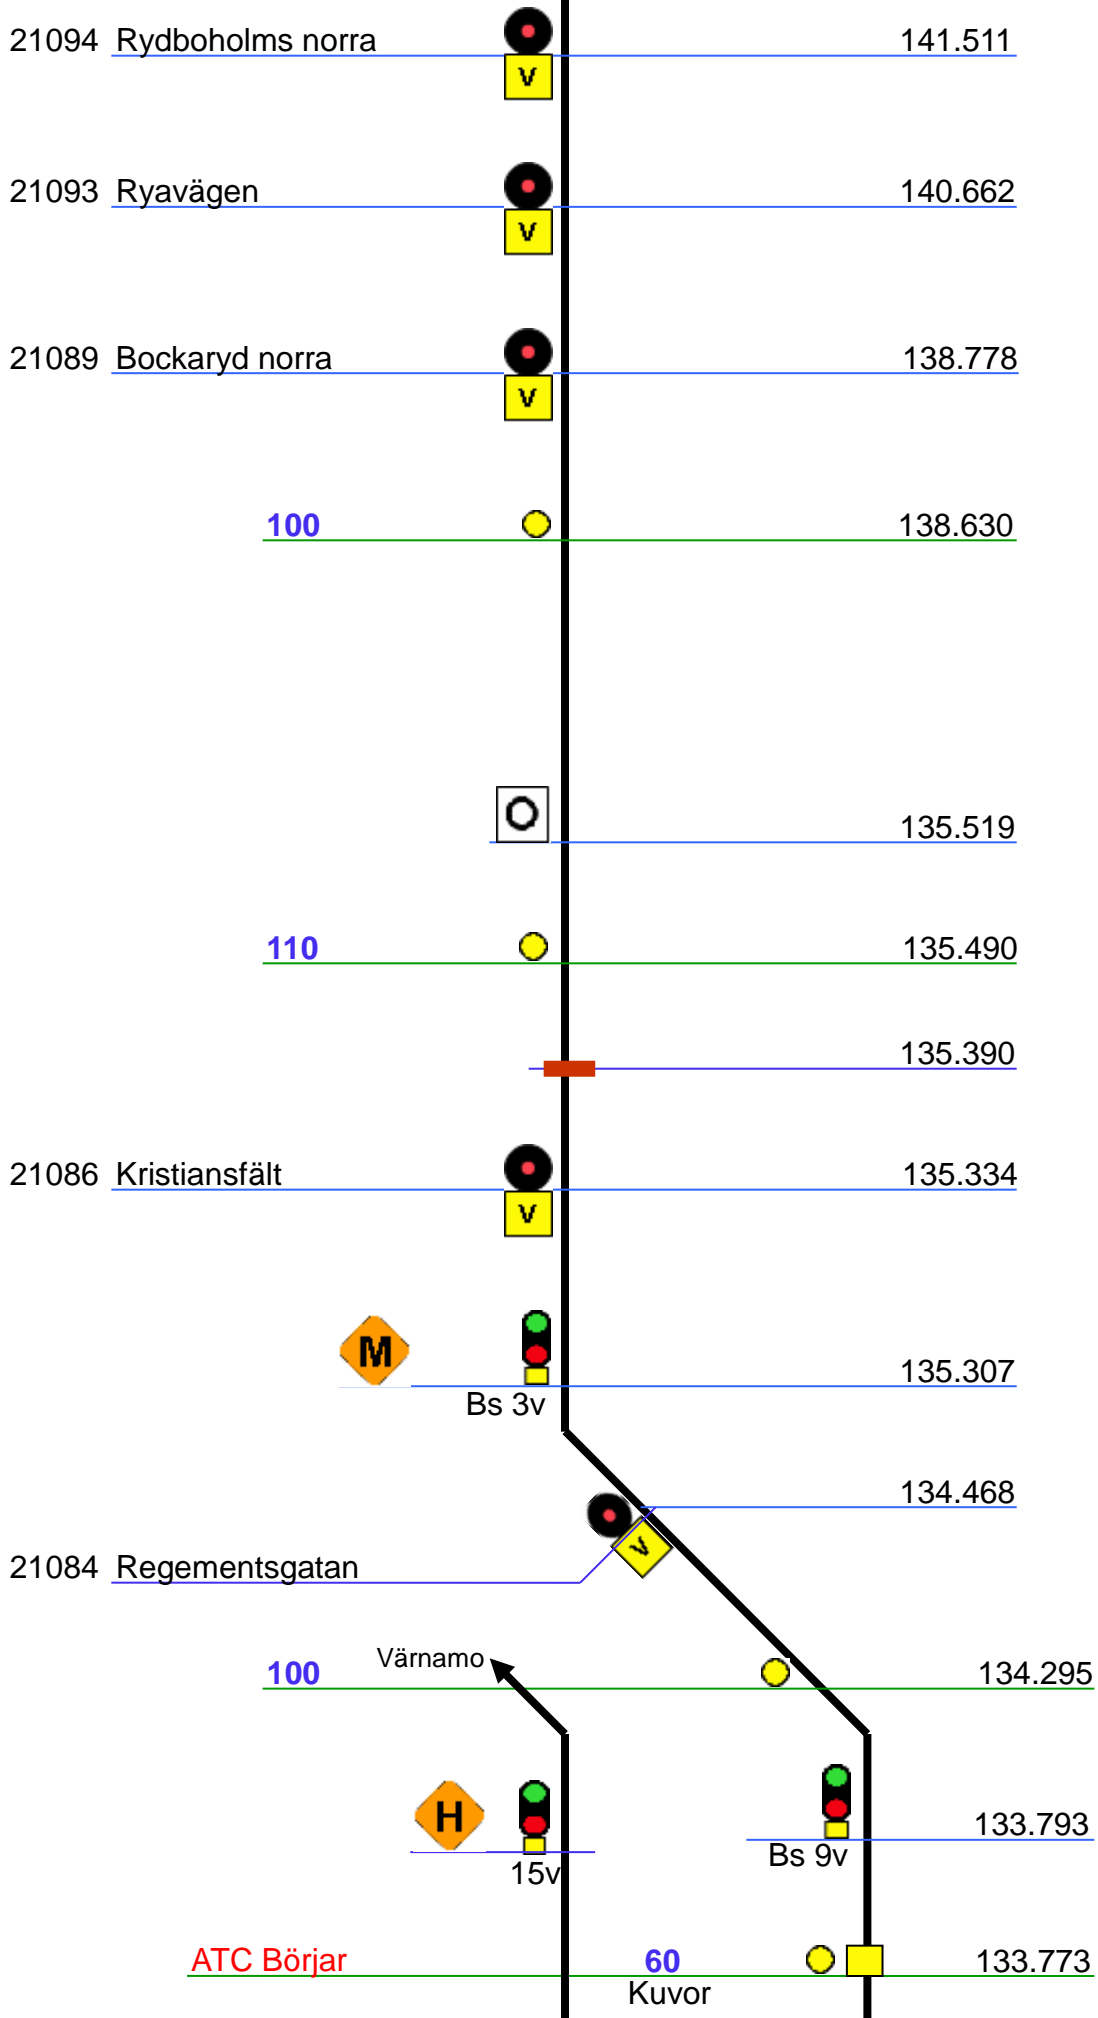 21094 Rydboholms norra 141.511
V
21093 Ryavägen 140.662
V
21089 Bockaryd norra 138.778
V
100 138.630
O 135.519
110 135.490
135.390
21086 Kristiansfält 135.334
V
M 135.307
Bs 3v
134.468
V
21084 Regementsgatan
Värnamo
100 134.295
H 133.793
Bs 9v
15v
ATC Börjar 60 133.773
Kuvor